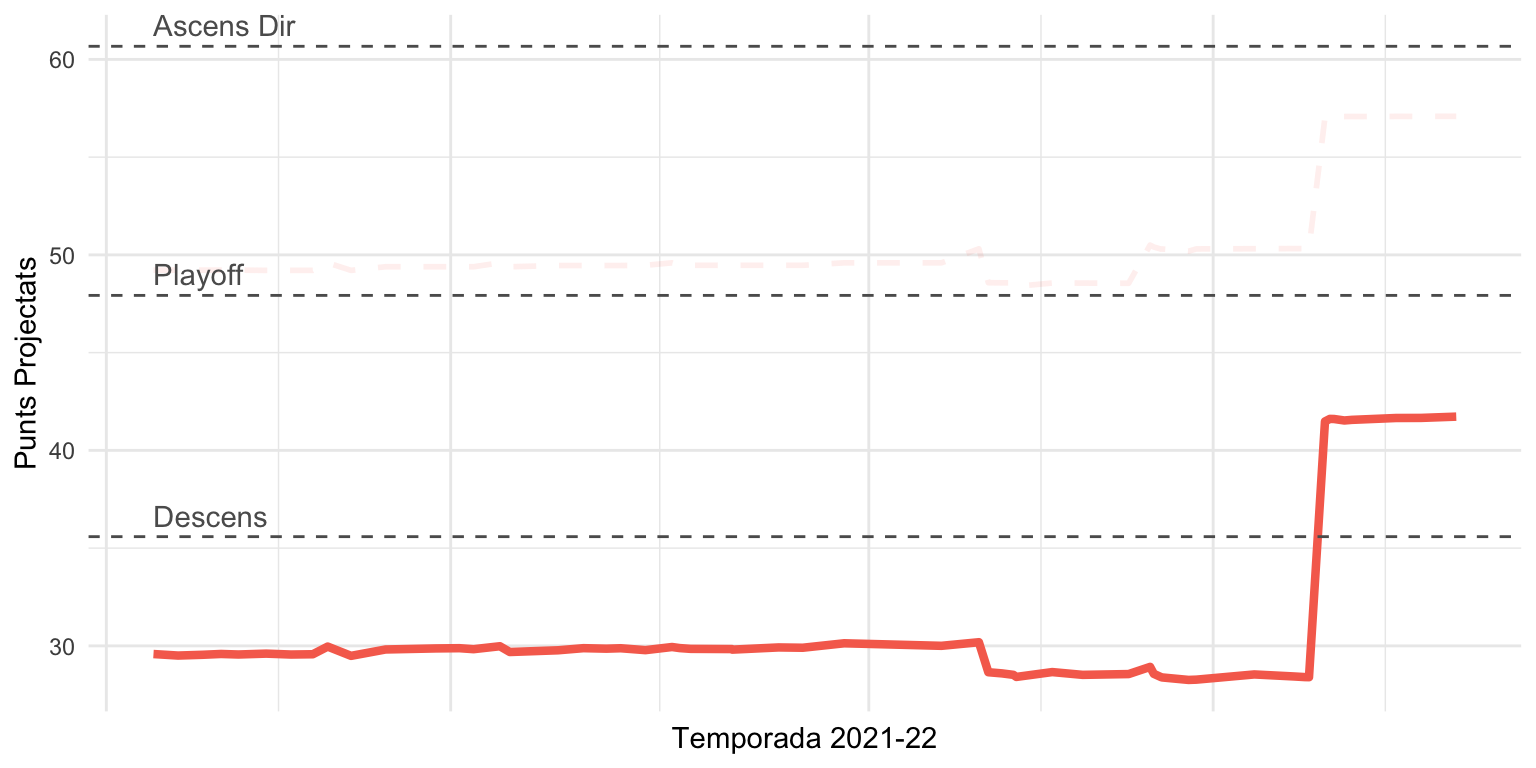 Ascens Dir
60
50
Playoff
Punts Projectats
40
Descens
30
Temporada 2021-22